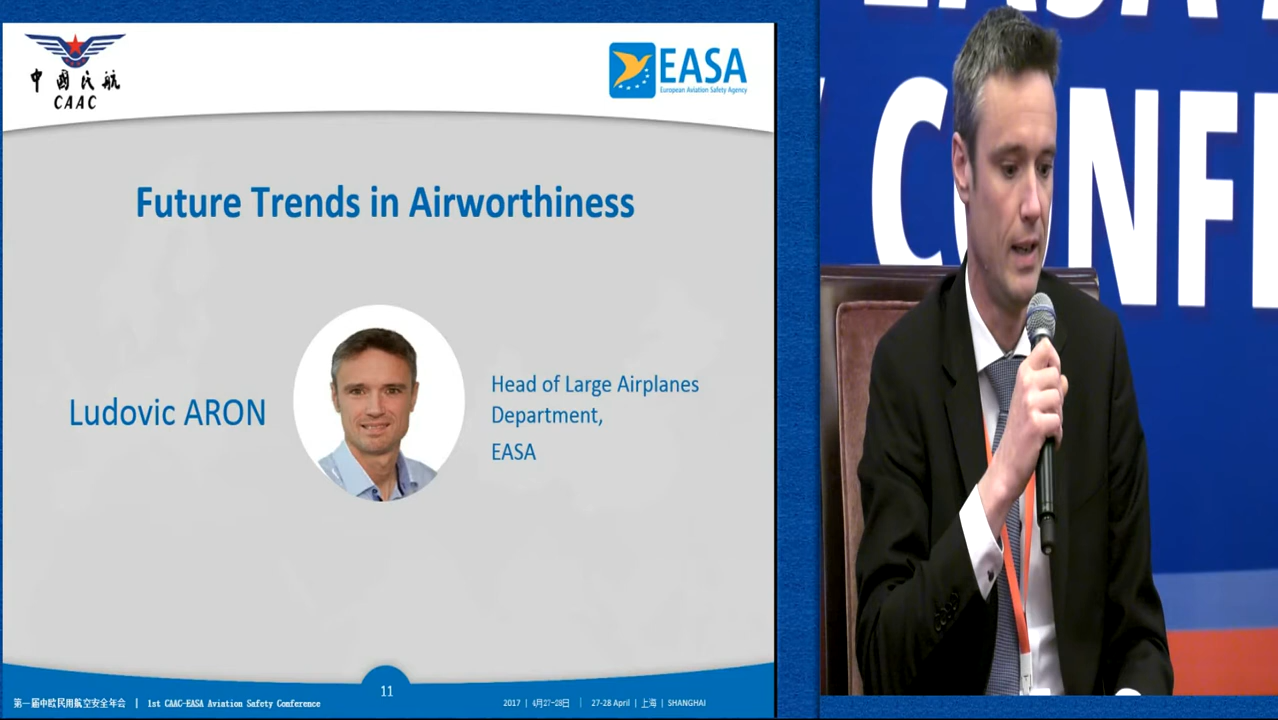 中國民航
CAAC
EASA
European Aviation Safety Agency
Future Trends in Airworthiness
Ludovic ARON
Head of Large Airplanes
Department,
EASA
11
第一届中欧民用航空安全年会 | 1st CAAC-EASA Aviation Safety Conference
2017 | 4月27-28日 | 27-28 April | 上海 | SHANGHAI
EASA
CONF